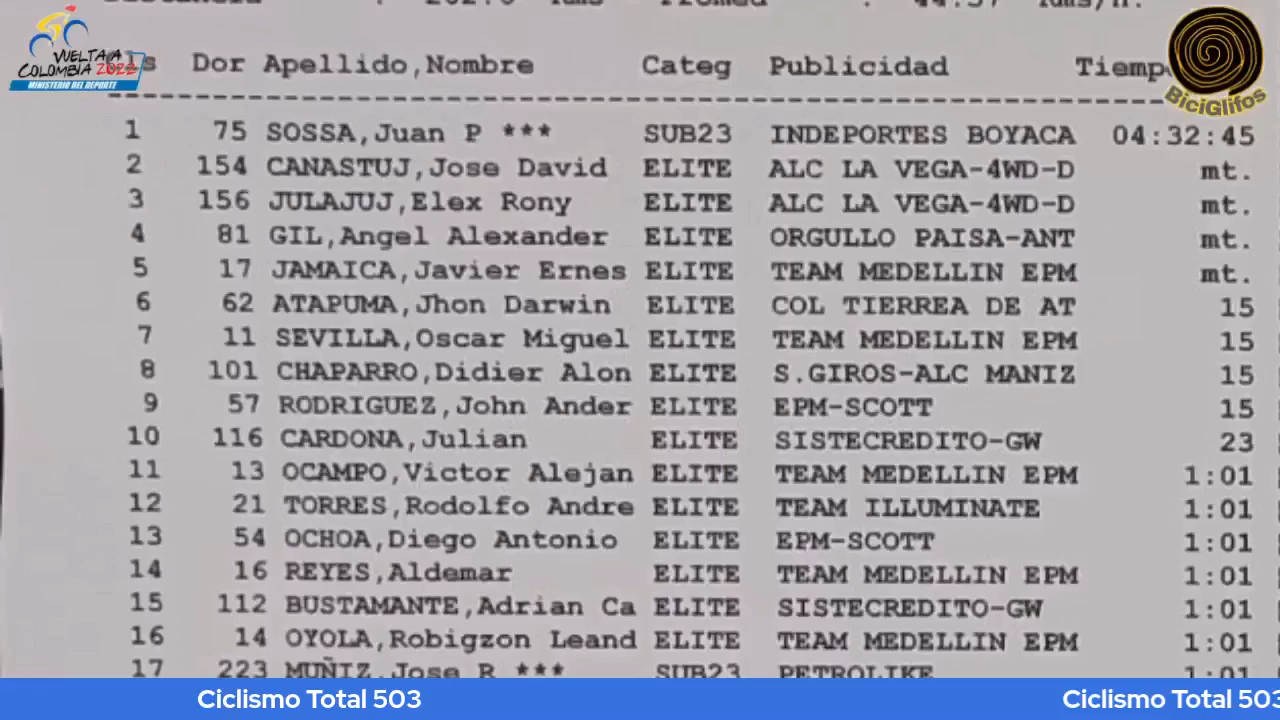 VUELTA A
COLOMBIA 2022
MINISTERIO DEL DEPORTE
BiciGlifos
Dor Apellido,Nombre Categ Publicidad
1 75 SOSSA,Juan P *** SUB23 INDEPORTES BOYACA 04:32:45
2 154 CANASTUJ,Jose David ELITE ALC LA VEGA-4WD-D mt.
3 156 JULAJUJ,Elex Rony ELITE ALC LA VEGA-4WD-D mt.
4 81 GIL,Angel Alexander ELITE ORGULLO PAISA-ANT mt.
5 17 JAMAICA,Javier Ernes ELITE TEAM MEDELLIN EPM mt.
6 62 ATAPUMA,Jhon Darwin ELITE COL TIERREA DE AT 15
7 11 SEVILLA,Oscar Miguel ELITE TEAM MEDELLIN EPM 15
8 101 CHAPARRO,Didier Alon ELITE S.GIROS-ALC MANIZ 15
9 57 RODRIGUEZ,John Ander ELITE EPM-SCOTT 15
10 116 CARDONA,Julian ELITE SISTECREDITO-GW 23
11 13 OCAMPO,Victor Alejan ELITE TEAM MEDELLIN EPM 1:01
12 21 TORRES,Rodolfo Andre ELITE TEAM ILLUMINATE 1:01
13 54 OCHOA,Diego Antonio ELITE EPM-SCOTT 1:01
14 16 REYES,Aldemar ELITE TEAM MEDELLIN EPM 1:01
15 112 BUSTAMANTE,Adrian Ca ELITE SISTECREDITO-GW 1:01
16 14 OYOLA,Robigzon Leand ELITE TEAM MEDELLIN EPM 1:01
17 223 MUÑIZ,Jose R *** SUB23 PETROLIKE 1:01
Ciclismo Total 503 Ciclismo Total 503